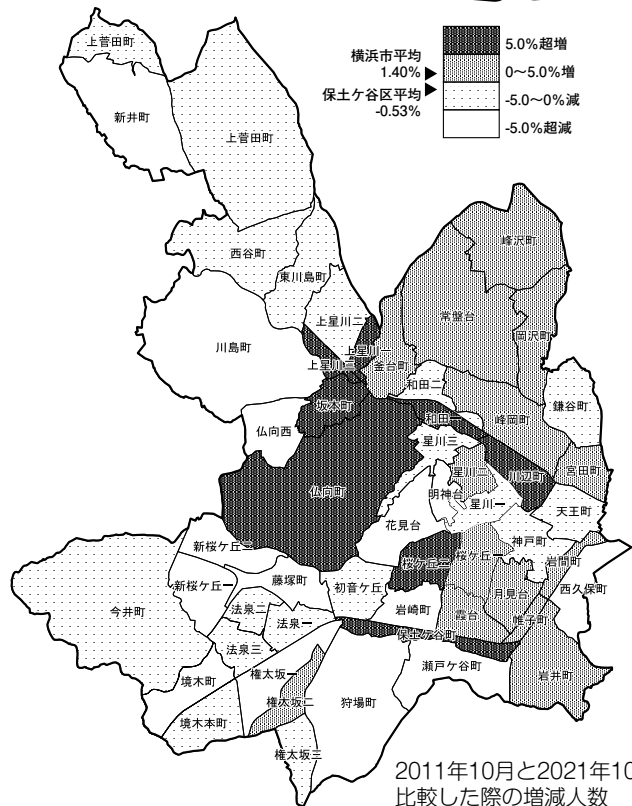 5.0%超増
横浜市平均
1.40%
0～5.0%増
保土ケ谷区平均
-0.53%
-5.0～0%減
-5.0%超減
上菅田町
新井町
上菅田町
西谷町
東川島町
峰沢町
常盤台
岡沢町
上星川二
上星川一
上星川三
釜台町
川島町
和田二
鎌谷町
坂本町
峰岡町
和田一
仏向西
星川三
星川二
川辺町
宮田町
仏向町
明神台
星川一
天王町
花見台
神戸町
新桜ケ丘二
桜ケ丘二
桜ケ丘一
岩間町
西久保町
藤塚町
新桜ケ丘一
初音ケ丘
月見台
今井町
法泉二
岩崎町
霞台
帷子町
法泉一
保土ケ谷町
法泉三
瀬戸ケ谷町
岩井町
境木町
権太坂一
権太坂二
狩場町
境木本町
権太坂三
2011年10月と2021年10
比較した際の増減人数